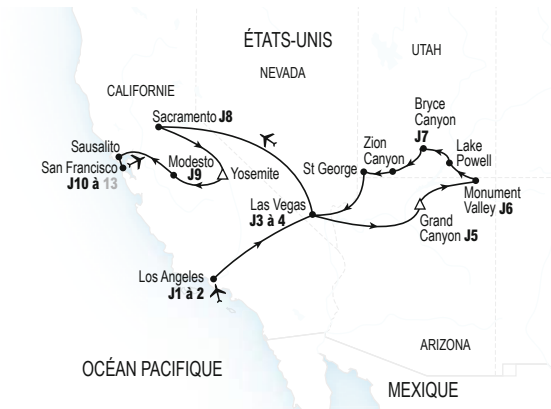 ÉTATS-UNIS
UTAH
NEVADA
CALIFORNIE
Bryce
Canyon
J7
Sacramento J8
Zion
Canyon
Lake
Powell
Sausalito
San Francisco
J10 à 13
Modesto
J9
Yosemite
St George
Monument
Valley J6
Las Vegas
J3 à 4
Grand
Canyon J5
Los Angeles
J1 à 2
ARIZONA
OCÉAN PACIFIQUE
MEXIQUE